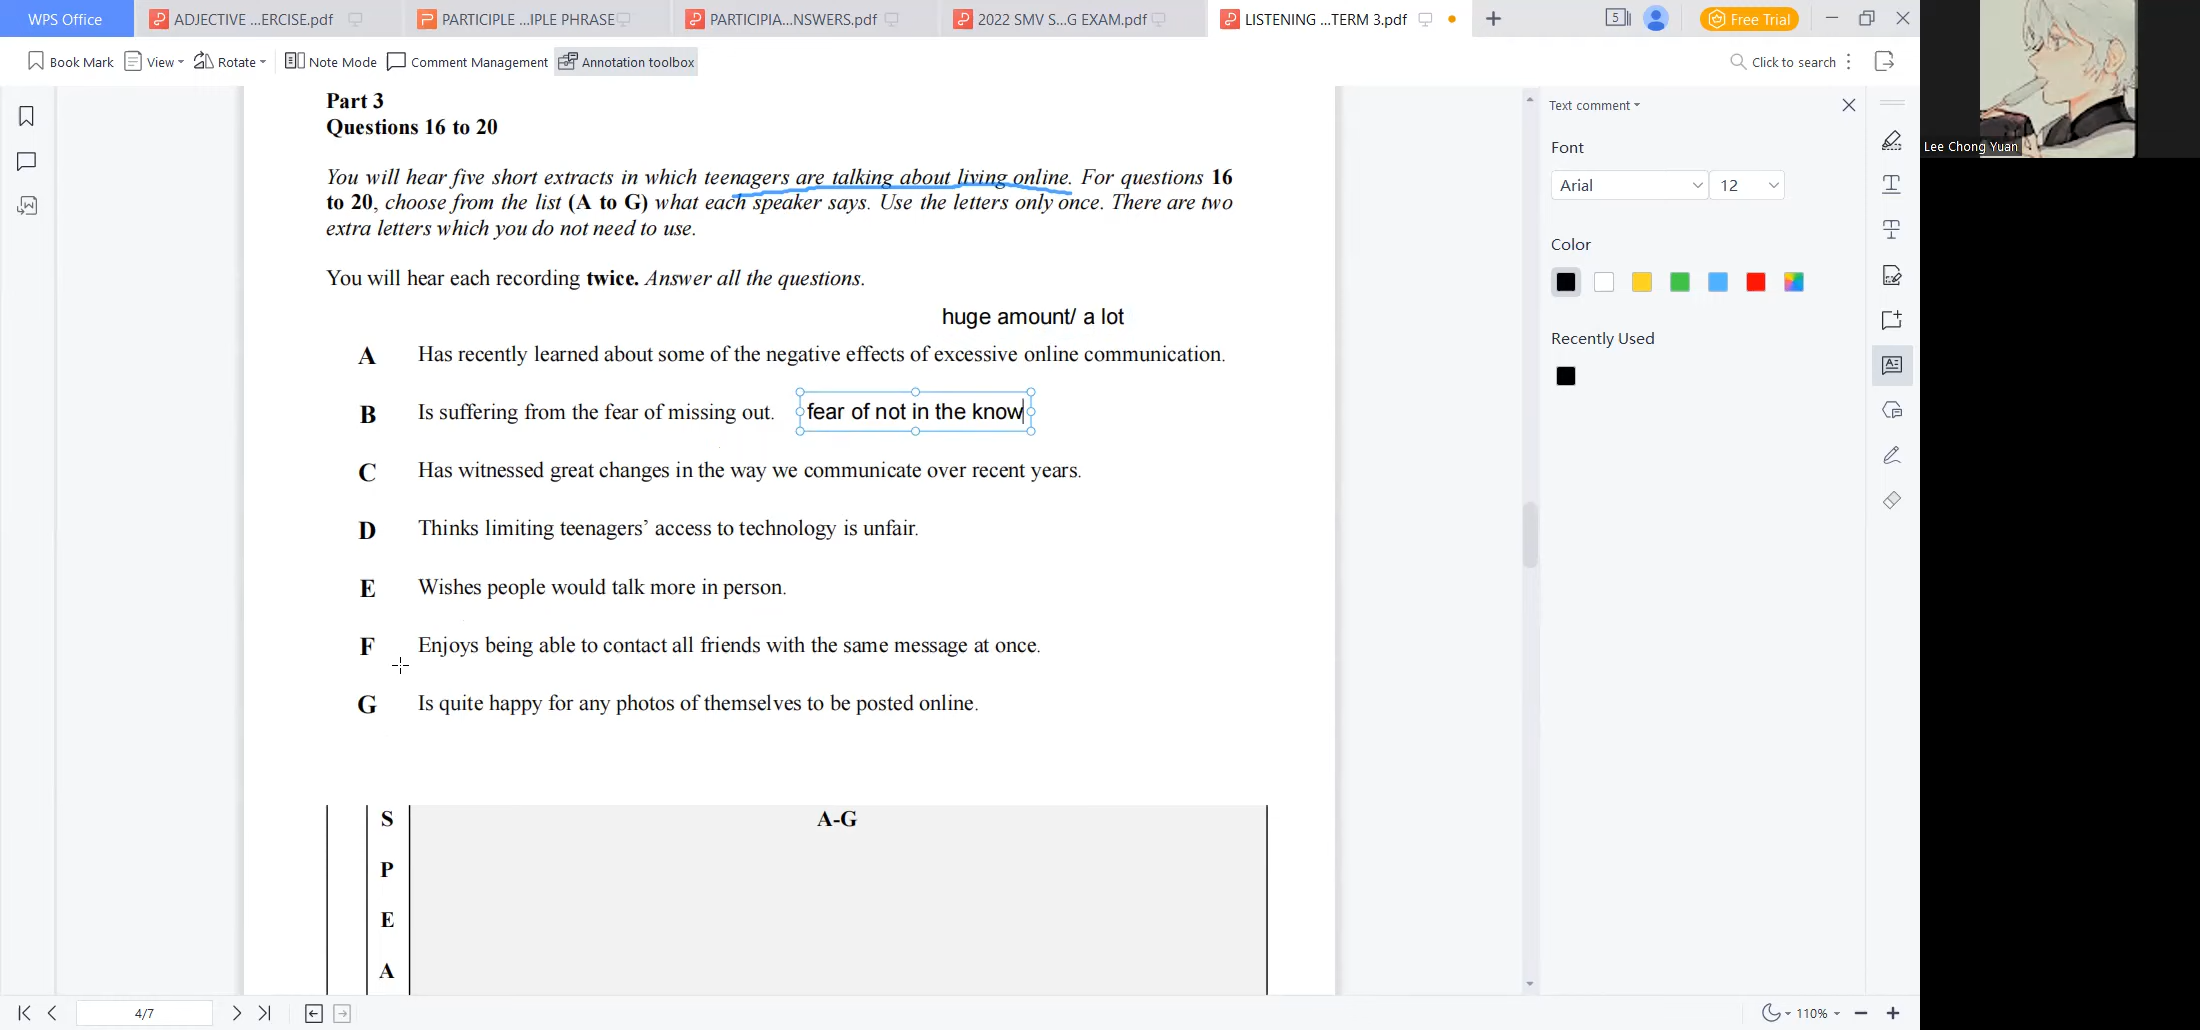 WPS Office
ADJECTIVE ...ERCISE.pdf
PARTICIPLE ...IPLE PHRASE
PARTICIPIA...NSWERS.pdf
2022 SMV S...G EXAM.pdf
LISTENING ...TERM 3.pdf
5
Free Trial
Book Mark
View
Rotate
Note Mode
Comment Management
Annotation toolbox
Click to search
Lee Chong Yuan
Part 3
Questions 16 to 20
You will hear five short extracts in which teenagers are talking about living online. For questions 16
to 20, choose from the list (A to G) what each speaker says. Use the letters only once. There are two
extra letters which you do not need to use.
You will hear each recording twice. Answer all the questions.
huge amount/ a lot
A Has recently learned about some of the negative effects of excessive online communication.
B Is suffering from the fear of missing out. fear of not in the know
C Has witnessed great changes in the way we communicate over recent years.
D Thinks limiting teenagers’ access to technology is unfair.
E Wishes people would talk more in person.
F Enjoys being able to contact all friends with the same message at once.
G Is quite happy for any photos of themselves to be posted online.
S A-G
P
E
A
Text comment
Font
Arial 12
Color
Recently Used
4/7
110%